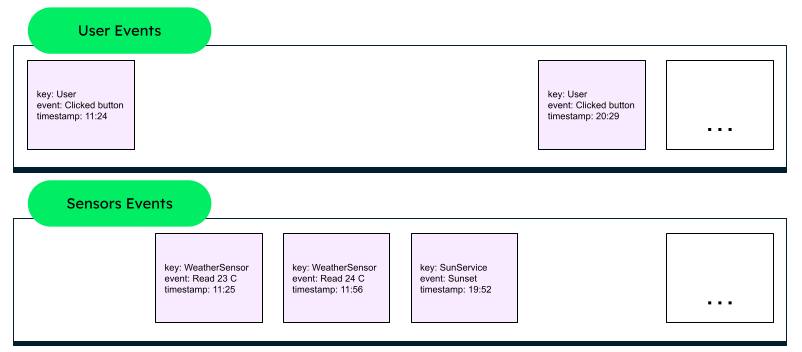 User Events
key: User
event: Clicked button
timestamp: 11:24
key: User
event: Clicked button
timestamp: 20:29
...
Sensors Events
key: WeatherSensor
event: Read 23 C
timestamp: 11:25
key: WeatherSensor
event: Read 24 C
timestamp: 11:56
key: SunService
event: Sunset
timestamp: 19:52
...